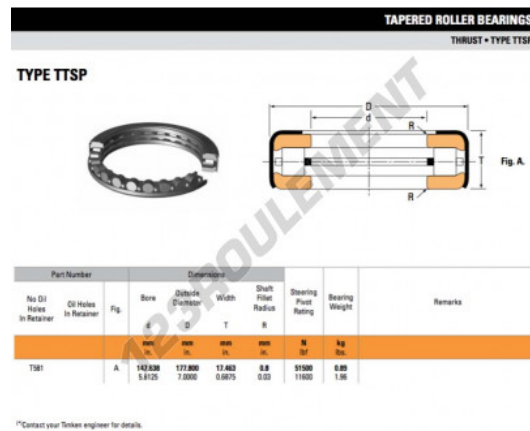 TAPERED ROLLER BEARINGS
THRUST • TYPE TTSP
TYPE TTSP
D
d
R
T
Fig. A.
R
123ROULEMENT
Part Number Dimensions
No Oil Holes In Retainer Oil Holes In Retainer Fig. Bore Outside Diameter Width Shaft Fillet Radius Steering Pivot Rating Bearing Weight Remarks
d D T R
mm mm mm mm N kg
in. in. in. in. lbf lbs.
T581 A 147.638 177.800 17.463 0.8 51500 0.89
5.8125 7.0000 0.6875 0.03 11600 1.96
(*)Contact your Timken engineer for details.